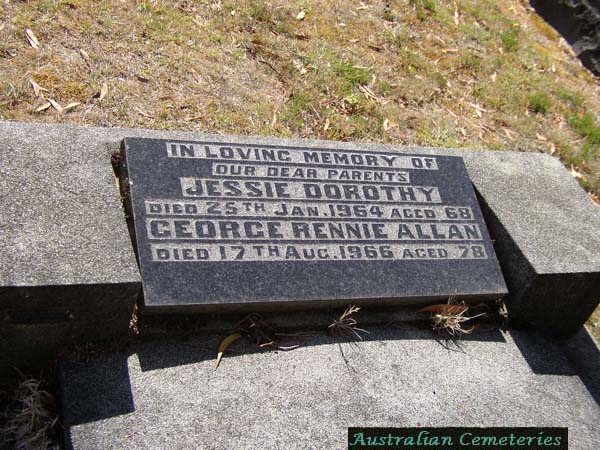 IN LOVING MEMORY OF
OUR DEAR PARENTS
JESSIE DOROTHY
DIED 25TH JAN. 1964 AGED 68
GEORGE RENNIE ALLAN
DIED 17TH AUG. 1966 AGED 78
Australian Cemeteries